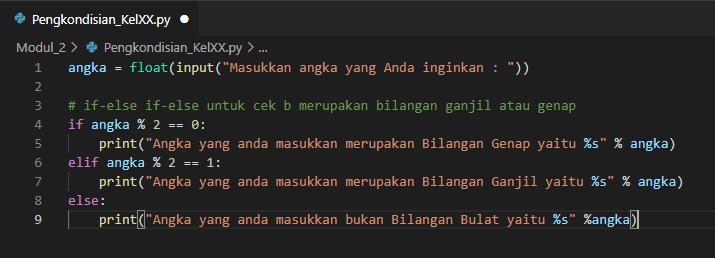 Pengkondisian_KelXX.py
Modul_2 > Pengkondisian_KelXX.py > ...
1 angka = float(input("Masukkan angka yang Anda inginkan : "))
2
3 # if-else if-else untuk cek b merupakan bilangan ganjil atau genap
4 if angka % 2 == 0:
5     print("Angka yang anda masukkan merupakan Bilangan Genap yaitu %s" % angka)
6 elif angka % 2 == 1:
7     print("Angka yang anda masukkan merupakan Bilangan Ganjil yaitu %s" % angka)
8 else:
9     print("Angka yang anda masukkan bukan Bilangan Bulat yaitu %s" %angka)